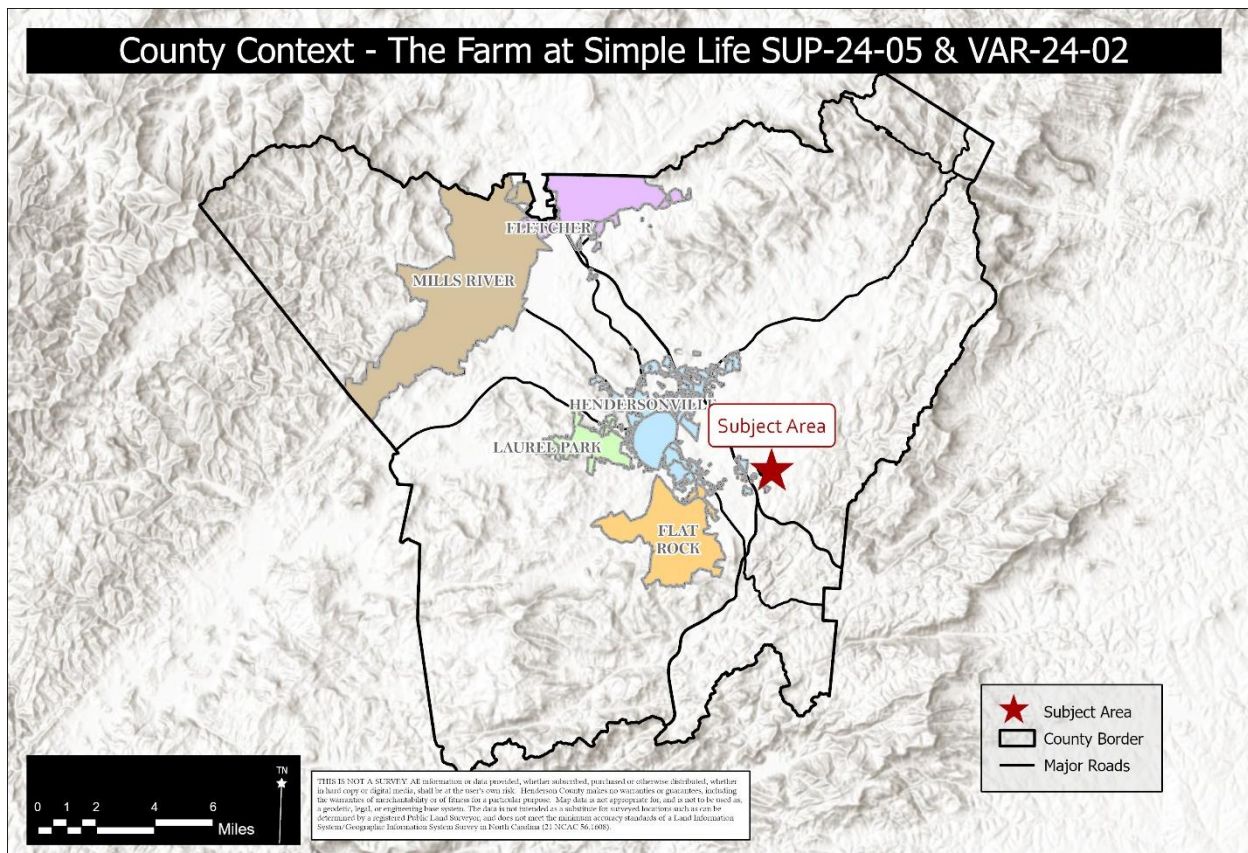 County Context - The Farm at Simple Life SUP-24-05 & VAR-24-02
FLETCHER
MILLS RIVER
HENDERSONVILLE
Subject Area
LAUREL PARK
FLAT
ROCK
Subject Area
County Border
Major Roads
TN
0 1 2 4 6
Miles
THIS IS NOT A SURVEY. All information or data provided, whether subscribed, purchased or otherwise distributed, whether
in hard copy or digital media, shall be at the user's own risk. Henderson County makes no warranties or guarantees, including
the warranties of merchantability or of fitness for a particular purpose. Map data is not appropriate for, and is not to be used as,
a geodetic, legal, or engineering base system. The data is not intended as a substitute for surveyed locations such as can be
determined by a registered Public Land Surveyor, and does not meet the minimum accuracy standards of a Land Information
System/Geographic Information System Survey in North Carolina (21 NCAC 56.1608).